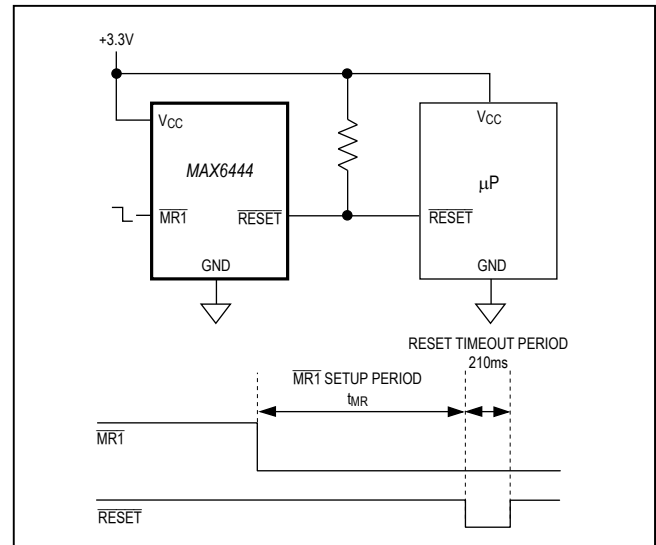 +3.3V
VCC
VCC
MAX6444
μP
MR1
RESET
RESET
GND
GND
RESET TIMEOUT PERIOD
210ms
MR1 SETUP PERIOD
tMR
MR1
RESET